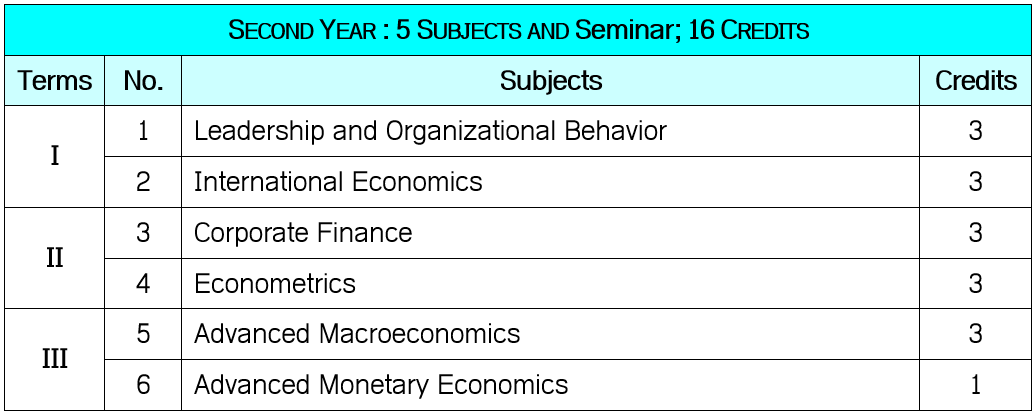 SECOND YEAR : 5 SUBJECTS AND Seminar; 16 CREDITS
Terms No. Subjects Credits
I
1 Leadership and Organizational Behavior 3
2 International Economics 3
II
3 Corporate Finance 3
4 Econometrics 3
III
5 Advanced Macroeconomics 3
6 Advanced Monetary Economics 1